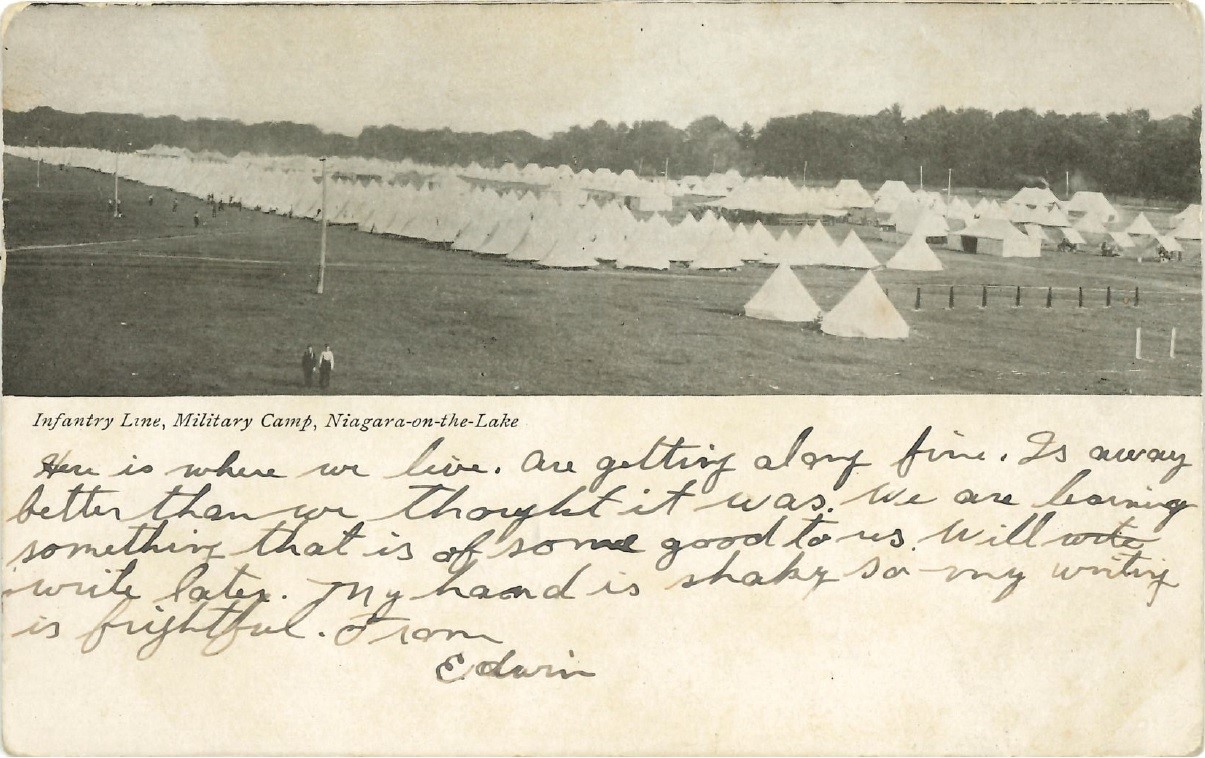 Infantry Line, Military Camp, Niagara-on-the-Lake
Here is where we live. Are getting along fine. Is away
better than we thought it was. We are learning
something that is of some good to us. Will wrte
write later. My hand is shaky so my writing
is frightful. From
Edwin